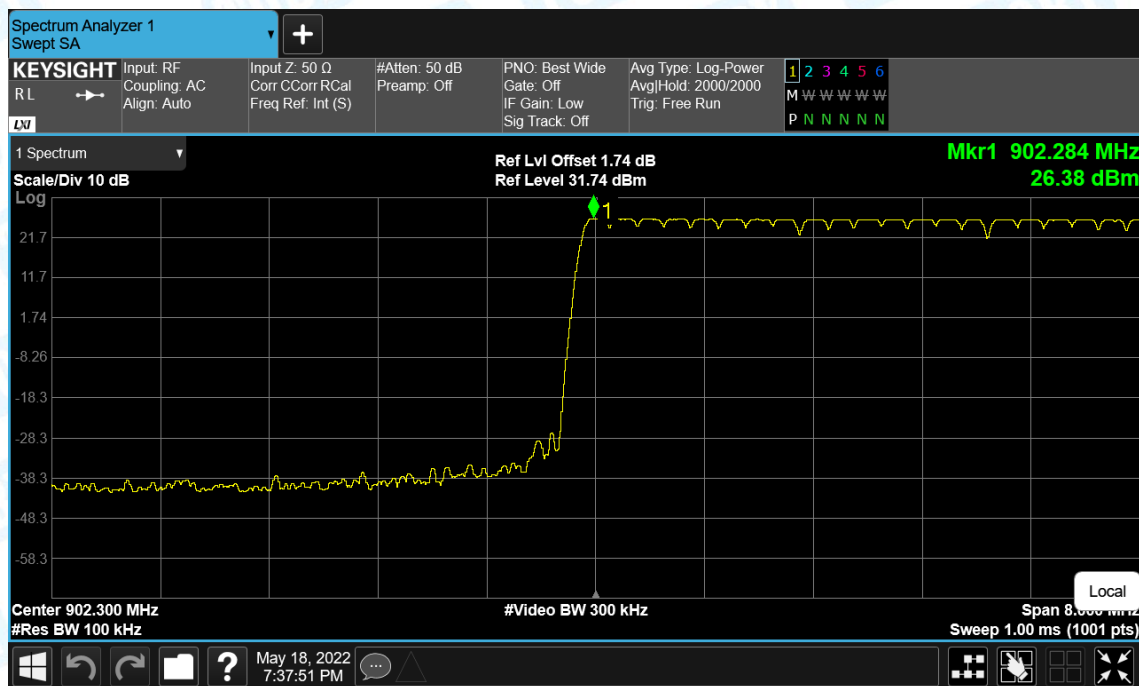 Spectrum Analyzer 1
Swept SA
+
KEYSIGHT
R L
LXI
Input: RF
Coupling: AC
Align: Auto
Input Z: 50 Ω
Corr CCorr RCal
Freq Ref: Int (S)
#Atten: 50 dB
Preamp: Off
PNO: Best Wide
Gate: Off
IF Gain: Low
Sig Track: Off
Avg Type: Log-Power
Avg|Hold: 2000/2000
Trig: Free Run
1 2 3 4 5 6
M W W W W W
P N N N N N
1 Spectrum
Scale/Div 10 dB
Log
Ref Lvl Offset 1.74 dB
Ref Level 31.74 dBm
Mkr1 902.284 MHz
26.38 dBm
1
21.7
11.7
1.74
-8.26
-18.3
-28.3
-38.3
-48.3
-58.3
Local
Center 902.300 MHz
#Video BW 300 kHz
Span 8.000 MHz
#Res BW 100 kHz
Sweep 1.00 ms (1001 pts)
?
May 18, 2022
7:37:51 PM